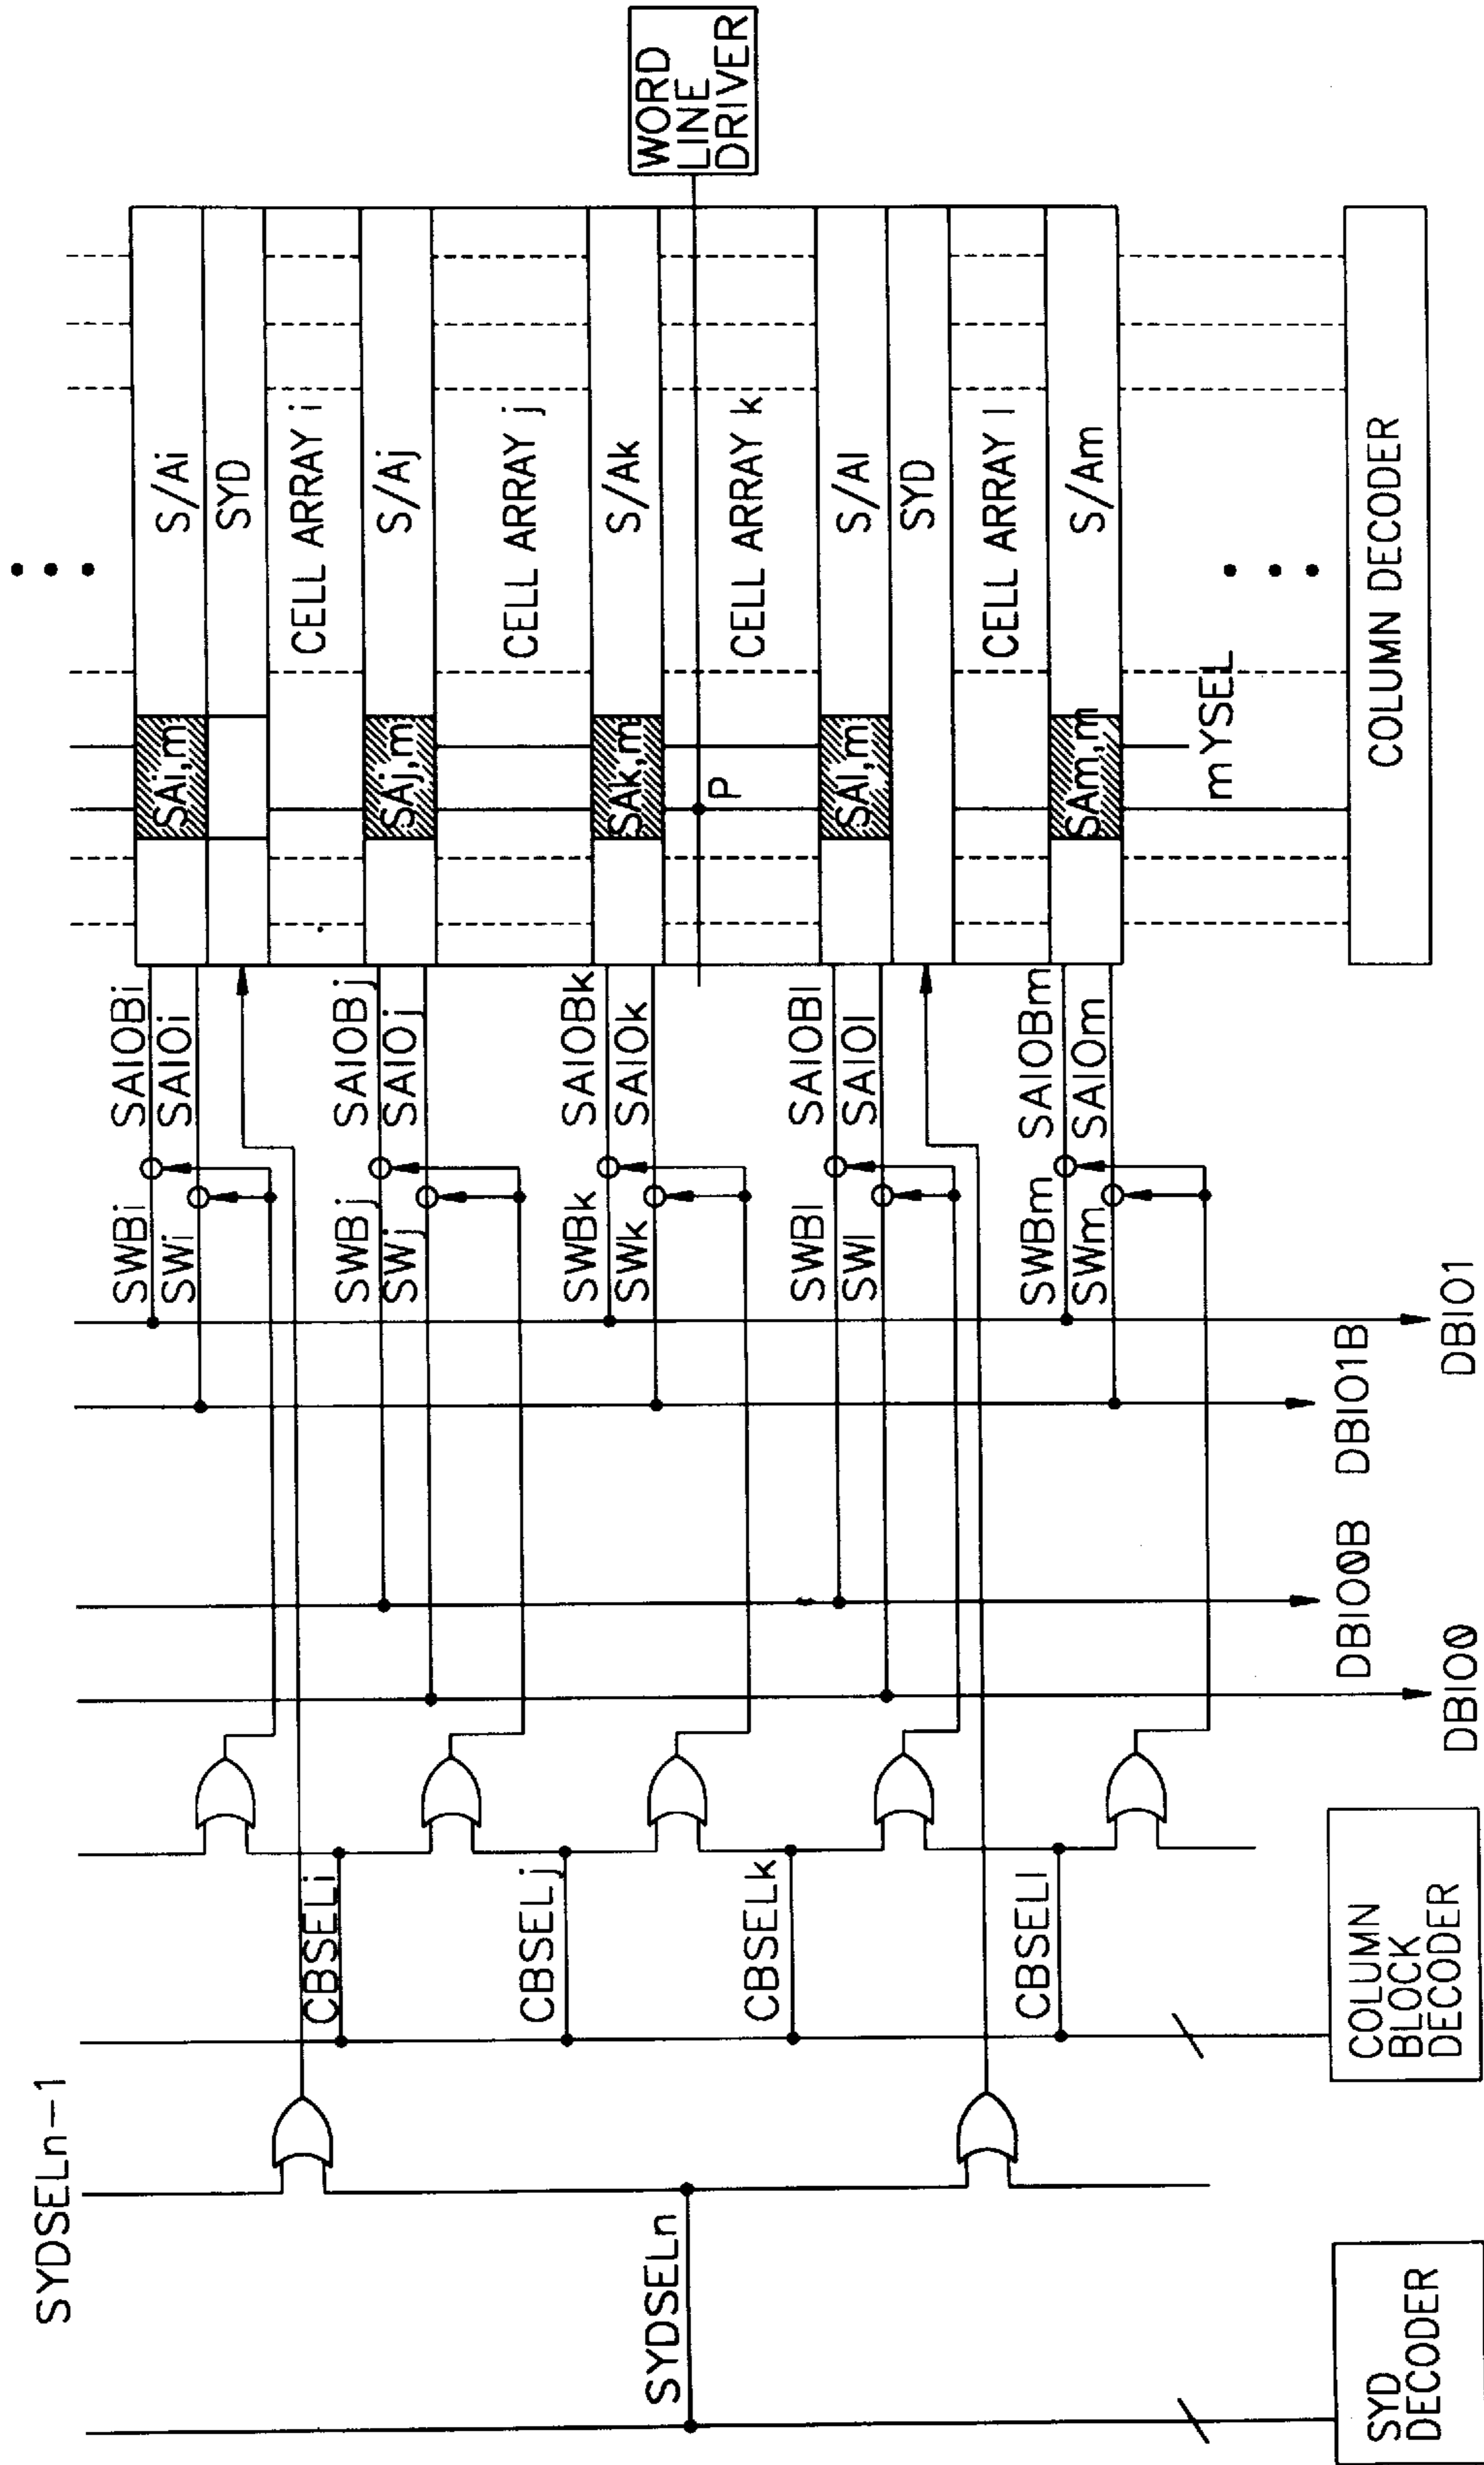 WORD
LINE
DRIVER
S/Ai
SYD
CELL ARRAY i
S/Aj
CELL ARRAY j
S/Ak
CELL ARRAY k
S/Al
SYD
CELL ARRAY l
S/Am
SAi,m
SAj,m
SAk,m
P
SAl,m
SAm,m
mYSEL
COLUMN DECODER
SAIOBi
SAIOi
SAIOBj
SAIOj
SAIOBk
SAIOk
SAIOBl
SAIOl
SAIOBm
SAIOm
SWBi
SWi
SWBj
SWj
SWBk
SWk
SWBl
SWl
SWBm
SWm
DBIO1
DBIO1B
DBIO0B
DBIO0
CBSELi
CBSELj
CBSELk
CBSELl
COLUMN
BLOCK
DECODER
SYDSELn-1
SYDSELn
SYD
DECODER